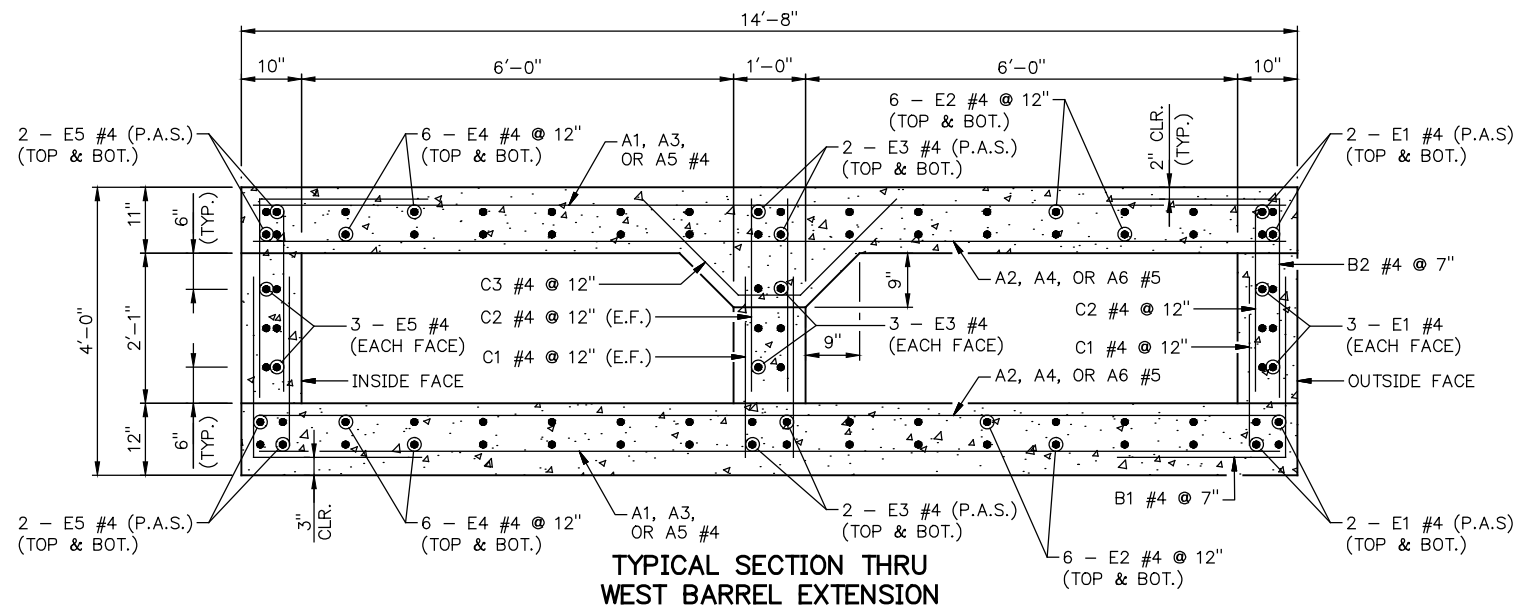 14'-8"
10"
6'-0"
1'-0"
6'-0"
10"
2 - E5 #4 (P.A.S.)
(TOP & BOT.)
6 - E4 #4 @ 12"
(TOP & BOT.)
A1, A3,
OR A5 #4
2 - E3 #4 (P.A.S.)
(TOP & BOT.)
6 - E2 #4 @ 12"
(TOP & BOT.)
2" CLR.
(TYP.)
2 - E1 #4 (P.A.S)
(TOP & BOT.)
4'-0"
11"
2'-1"
12"
6"
(TYP.)
6"
(TYP.)
C3 #4 @ 12"
C2 #4 @ 12" (E.F.)
C1 #4 @ 12" (E.F.)
9"
9"
A2, A4, OR A6 #5
B2 #4 @ 7"
C2 #4 @ 12"
C1 #4 @ 12"
3 - E5 #4
(EACH FACE)
INSIDE FACE
3 - E3 #4
(EACH FACE)
3 - E1 #4
(EACH FACE)
OUTSIDE FACE
A2, A4, OR A6 #5
2 - E5 #4 (P.A.S.)
(TOP & BOT.)
3"
CLR.
6 - E4 #4 @ 12"
(TOP & BOT.)
A1, A3,
OR A5 #4
2 - E3 #4 (P.A.S.)
(TOP & BOT.)
B1 #4 @ 7"
6 - E2 #4 @ 12"
(TOP & BOT.)
2 - E1 #4 (P.A.S)
(TOP & BOT.)
TYPICAL SECTION THRU
WEST BARREL EXTENSION